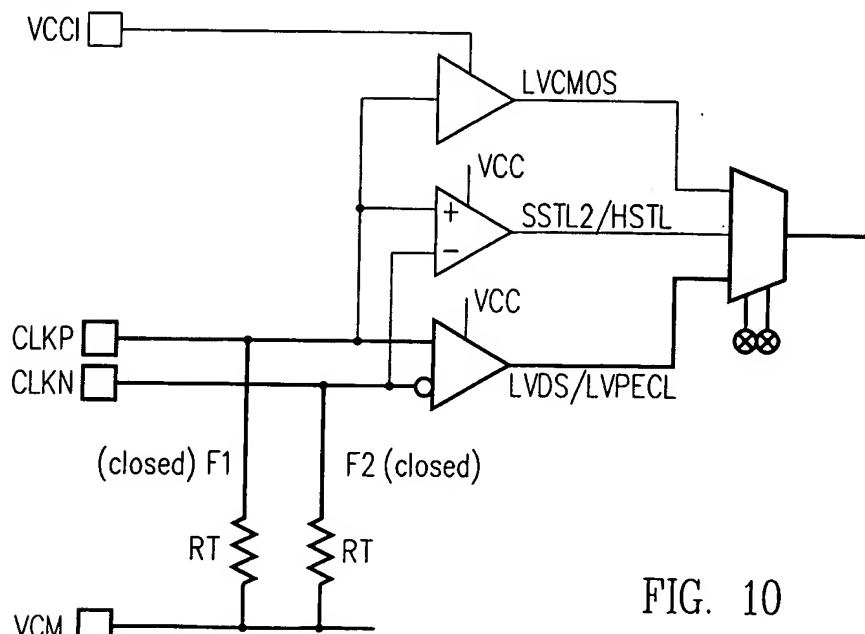 VCCI
LVCMOS
VCC
+
SSTL2/HSTL
−
VCC
CLKP
CLKN
LVDS/LVPECL
(closed) F1
F2 (closed)
RT
RT
FIG. 10
VCM